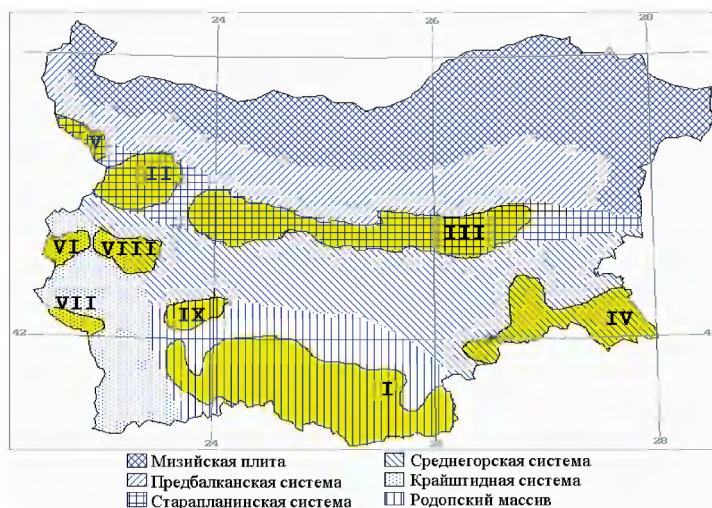 24 26 28
V
II
III
VI VIII
VII IX IV
42 42
I
24 26 28
Мизийская плита Среднегорская система
Предбалканская система Крайштидная система
Старапланинская система Родопский массив